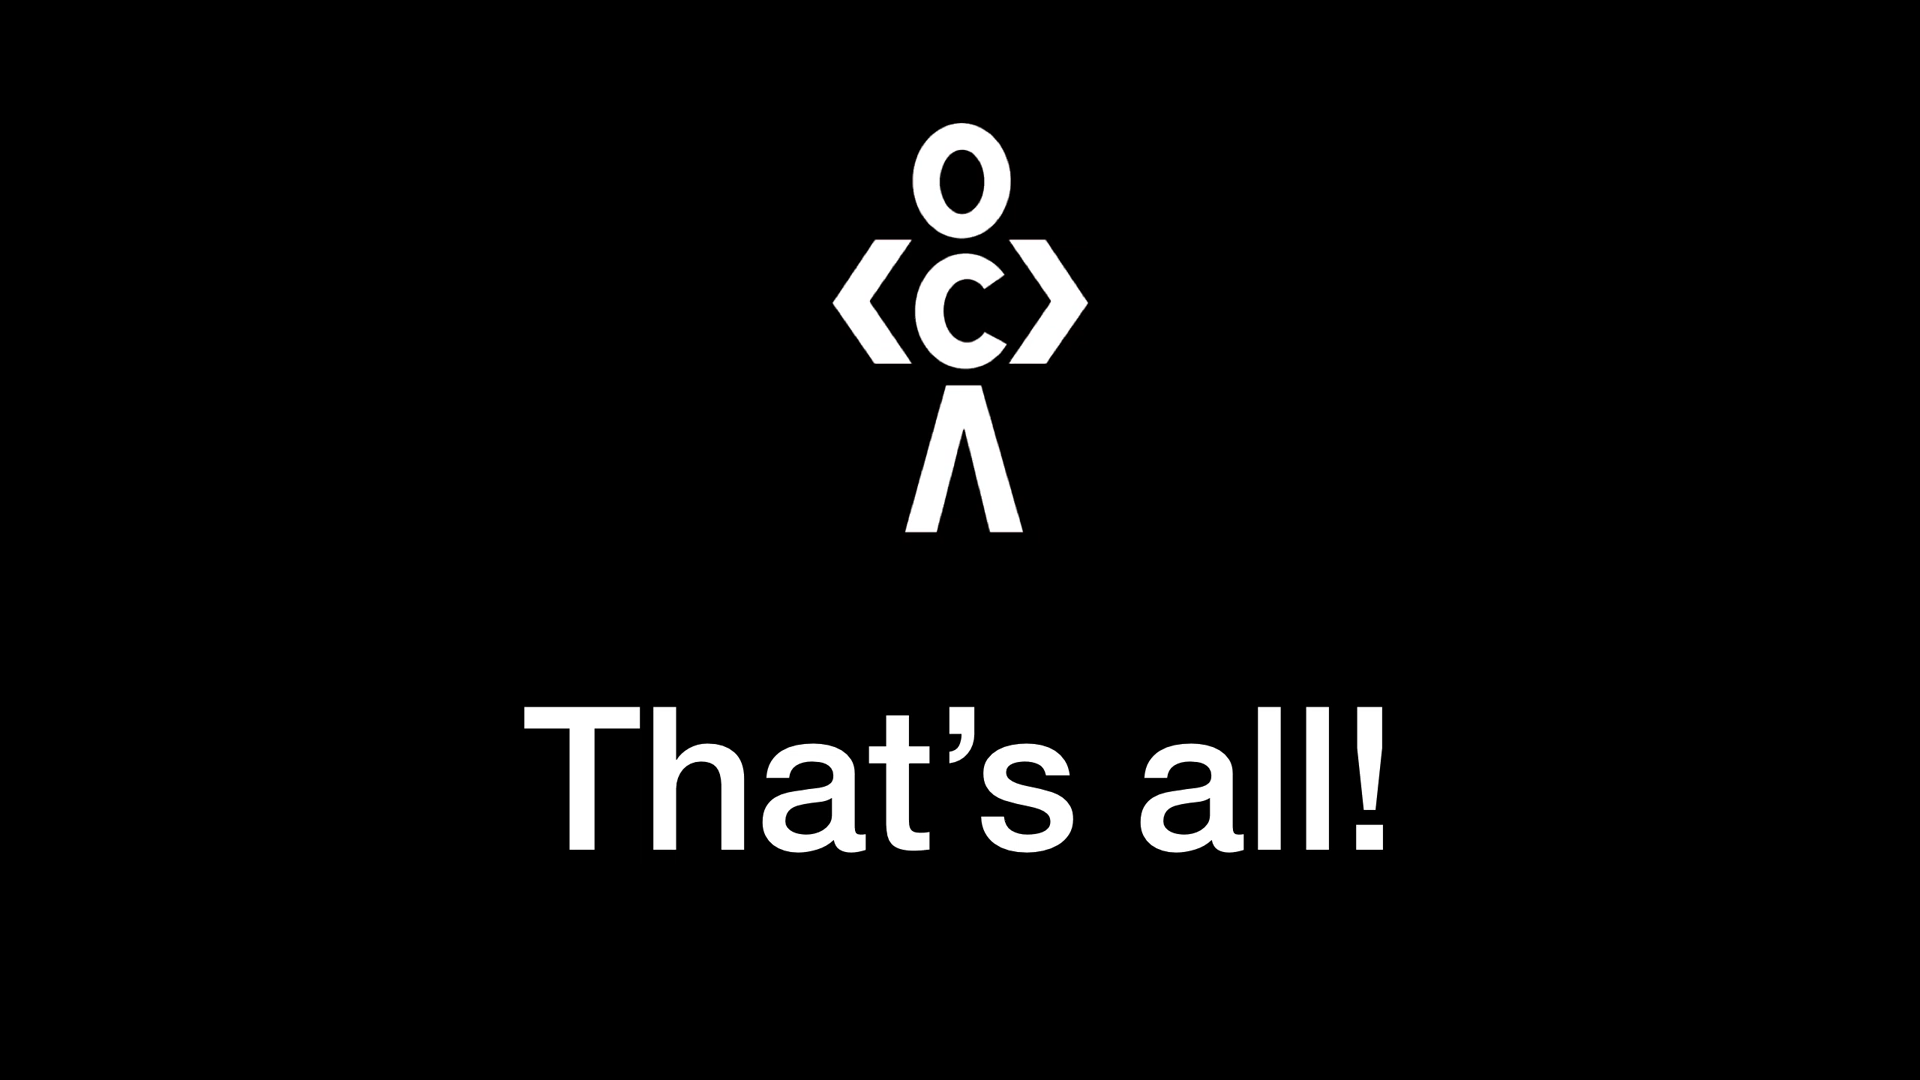 O
<C>
Λ
That’s all!